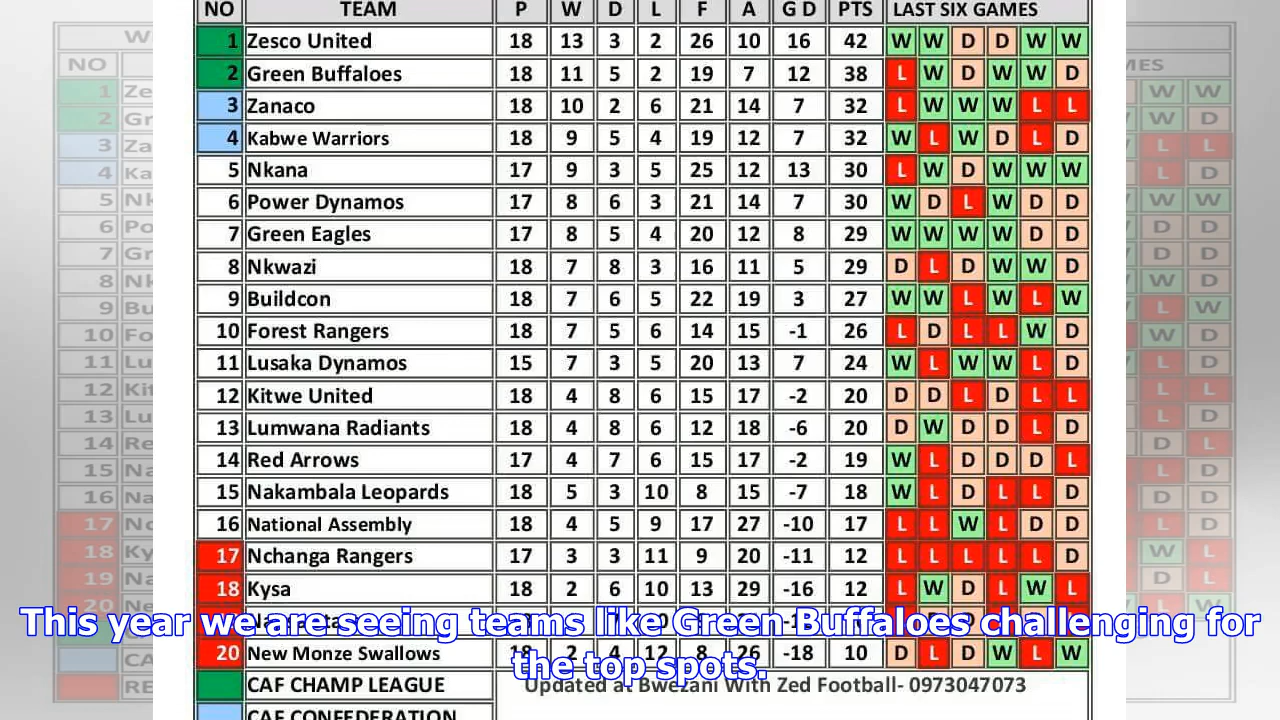 NO TEAM P W D L F A G D PTS LAST SIX GAMES
1 Zesco United 18 13 3 2 26 10 16 42 W W D D W W
2 Green Buffaloes 18 11 5 2 19 7 12 38 L W D W W D
3 Zanaco 18 10 2 6 21 14 7 32 L W W W L L
4 Kabwe Warriors 18 9 5 4 19 12 7 32 W L W D L D
5 Nkana 17 9 3 5 25 12 13 30 L W D W W W
6 Power Dynamos 17 8 6 3 21 14 7 30 W D L W D D
7 Green Eagles 17 8 5 4 20 12 8 29 W W W W D D
8 Nkwazi 18 7 8 3 16 11 5 29 D L D W W D
9 Buildcon 18 7 6 5 22 19 3 27 W W L W L W
10 Forest Rangers 18 7 5 6 14 15 -1 26 L D L L W D
11 Lusaka Dynamos 15 7 3 5 20 13 7 24 W L W W L D
12 Kitwe United 18 4 8 6 15 17 -2 20 D D L D L L
13 Lumwana Radiants 18 4 8 6 12 18 -6 20 D W D D L D
14 Red Arrows 17 4 7 6 15 17 -2 19 W L D D D L
15 Nakambala Leopards 18 5 3 10 8 15 -7 18 W L D L L D
16 National Assembly 18 4 5 9 17 27 -10 17 L L W L D D
17 Nchanga Rangers 17 3 3 11 9 20 -11 12 L L L L L D
18 Kysa 18 2 6 10 13 29 -16 12 L W D L W L
This year we are seeing teams like Green Buffaloes challenging for
20 New Monze Swallows 18 2 4 12 8 26 -18 10 D L D W L W
the top spots.
CAF CHAMP LEAGUE Updated at Bwezani With Zed Football- 0973047073
CAF CONFEDERATION